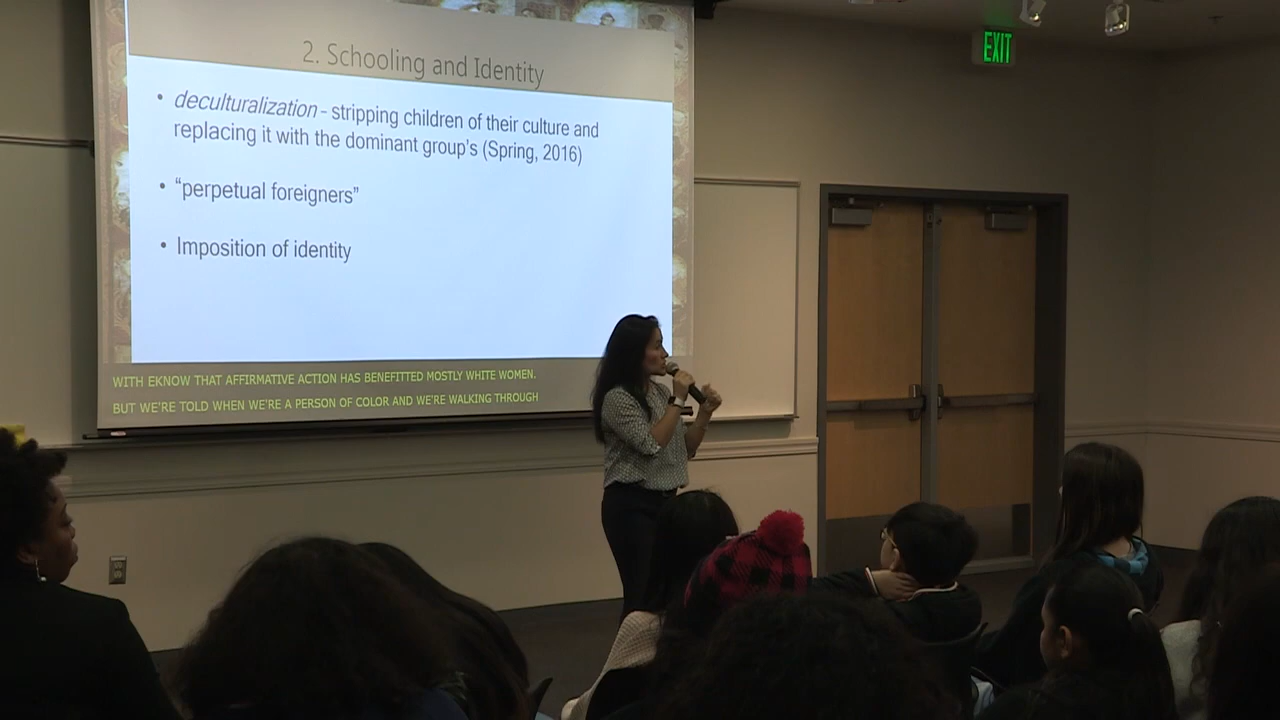 2. Schooling and Identity
EXIT
• deculturalization - stripping children of their culture and
replacing it with the dominant group's (Spring, 2016)
• "perpetual foreigners"
• Imposition of identity
WITH EKNOW THAT AFFIRMATIVE ACTION HAS BENEFITTED MOSTLY WHITE WOMEN.
BUT WE'RE TOLD WHEN WE'RE A PERSON OF COLOR AND WE'RE WALKING THROUGH